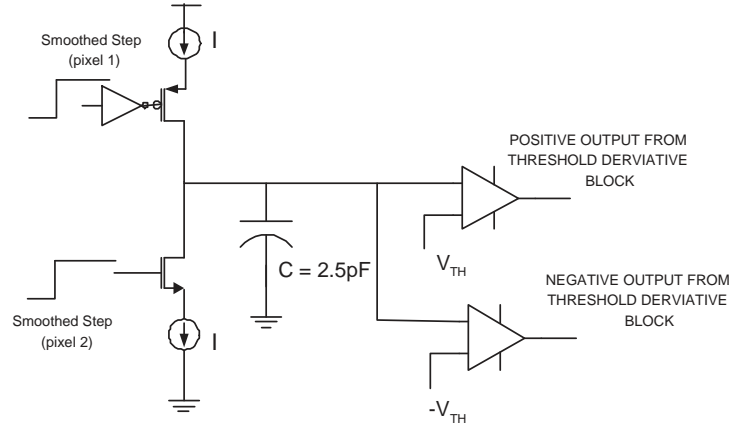 Smoothed Step
(pixel 1)
I
POSITIVE OUTPUT FROM
THRESHOLD DERVIATIVE
BLOCK
V_TH
C = 2.5pF
NEGATIVE OUTPUT FROM
THRESHOLD DERVIATIVE
BLOCK
Smoothed Step
(pixel 2)
I
-V_TH